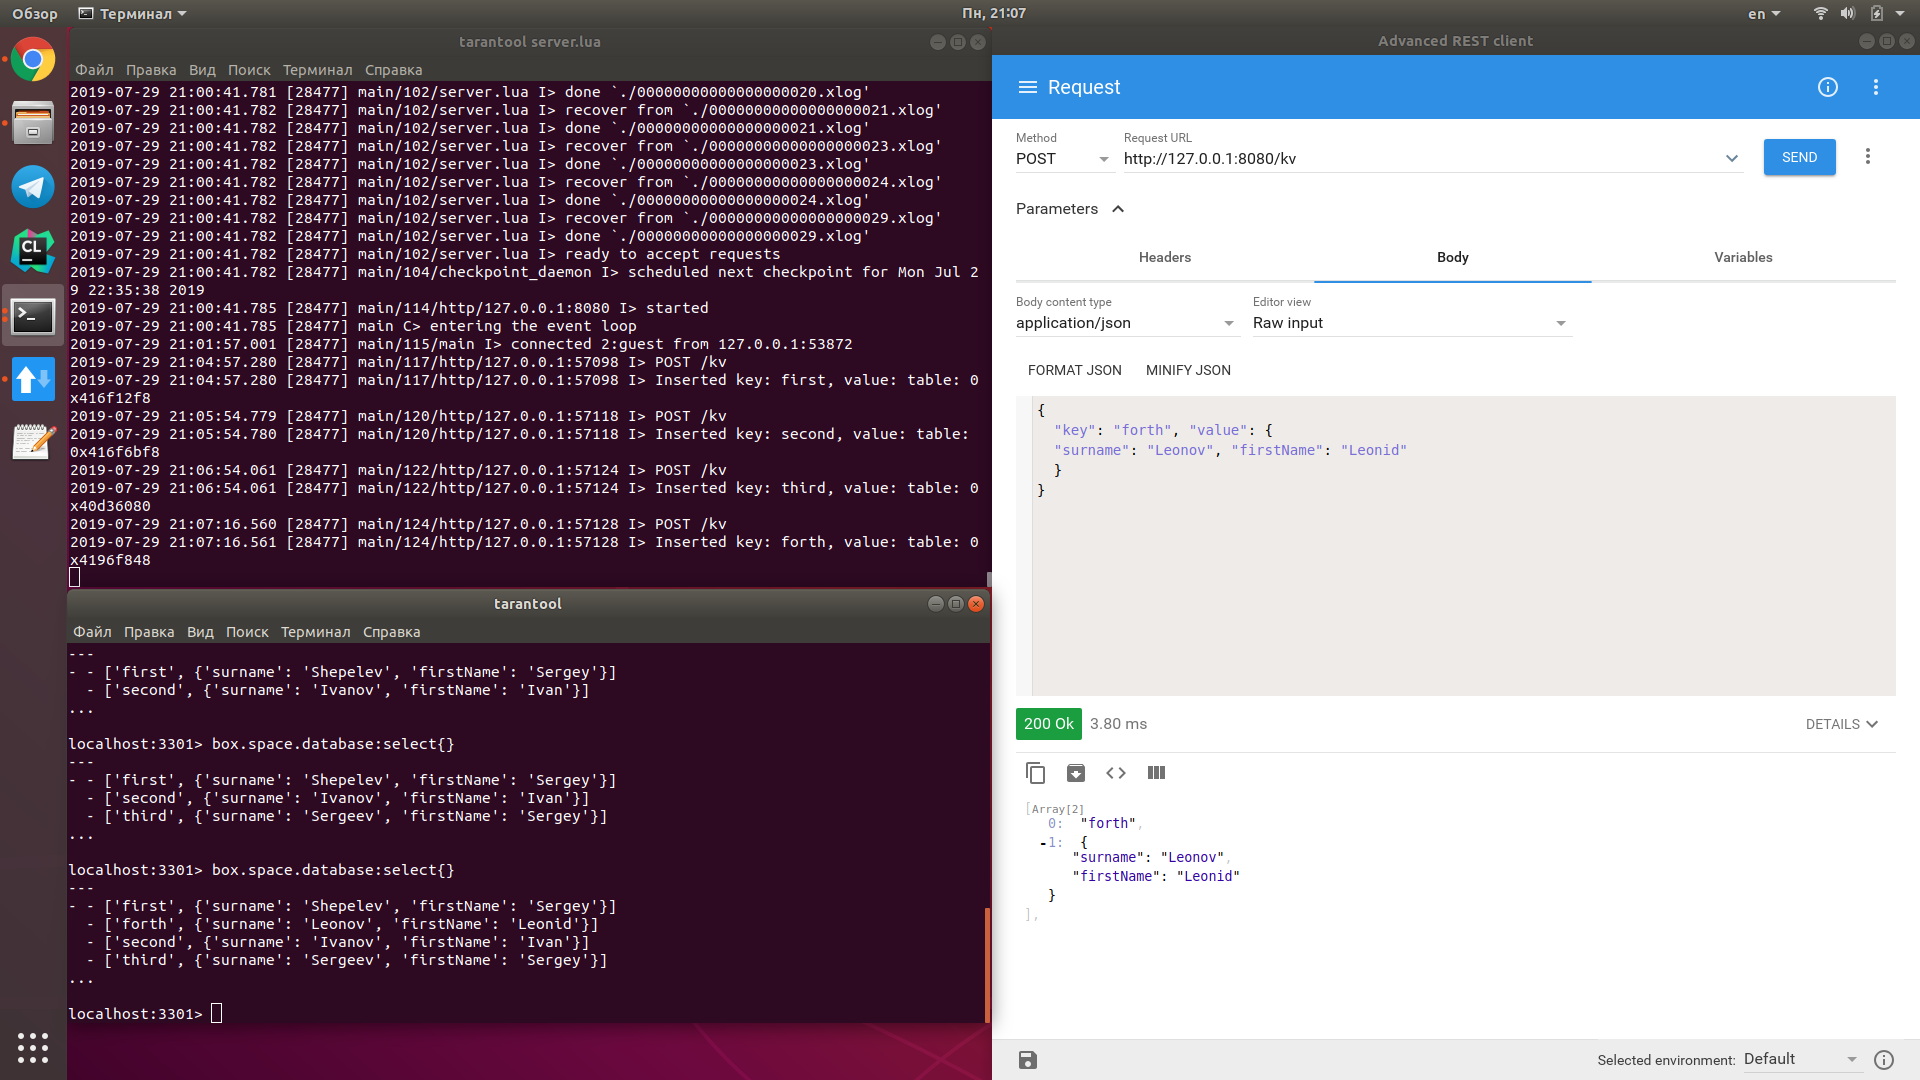 Обзор
Терминал
Пн, 21:07
en
tarantool server.lua
Файл Правка Вид Поиск Терминал Справка
2019-07-29 21:00:41.781 [28477] main/102/server.lua I> done `./00000000000000000020.xlog'
2019-07-29 21:00:41.782 [28477] main/102/server.lua I> recover from `./00000000000000000021.xlog'
2019-07-29 21:00:41.782 [28477] main/102/server.lua I> done `./00000000000000000021.xlog'
2019-07-29 21:00:41.782 [28477] main/102/server.lua I> recover from `./00000000000000000023.xlog'
2019-07-29 21:00:41.782 [28477] main/102/server.lua I> done `./00000000000000000023.xlog'
2019-07-29 21:00:41.782 [28477] main/102/server.lua I> recover from `./00000000000000000024.xlog'
2019-07-29 21:00:41.782 [28477] main/102/server.lua I> done `./00000000000000000024.xlog'
2019-07-29 21:00:41.782 [28477] main/102/server.lua I> recover from `./00000000000000000029.xlog'
2019-07-29 21:00:41.782 [28477] main/102/server.lua I> done `./00000000000000000029.xlog'
2019-07-29 21:00:41.782 [28477] main/102/server.lua I> ready to accept requests
2019-07-29 21:00:41.782 [28477] main/104/checkpoint_daemon I> scheduled next checkpoint for Mon Jul 2
9 22:35:38 2019
2019-07-29 21:00:41.785 [28477] main/114/http/127.0.0.1:8080 I> started
2019-07-29 21:00:41.785 [28477] main C> entering the event loop
2019-07-29 21:01:57.001 [28477] main/115/main I> connected 2:guest from 127.0.0.1:53872
2019-07-29 21:04:57.280 [28477] main/117/http/127.0.0.1:57098 I> POST /kv
2019-07-29 21:04:57.280 [28477] main/117/http/127.0.0.1:57098 I> Inserted key: first, value: table: 0
x416f12f8
2019-07-29 21:05:54.779 [28477] main/120/http/127.0.0.1:57118 I> POST /kv
2019-07-29 21:05:54.780 [28477] main/120/http/127.0.0.1:57118 I> Inserted key: second, value: table:
0x416f6bf8
2019-07-29 21:06:54.061 [28477] main/122/http/127.0.0.1:57124 I> POST /kv
2019-07-29 21:06:54.061 [28477] main/122/http/127.0.0.1:57124 I> Inserted key: third, value: table: 0
x40d36080
2019-07-29 21:07:16.560 [28477] main/124/http/127.0.0.1:57128 I> POST /kv
2019-07-29 21:07:16.561 [28477] main/124/http/127.0.0.1:57128 I> Inserted key: forth, value: table: 0
x4196f848
tarantool
Файл Правка Вид Поиск Терминал Справка
---
- - ['first', {'surname': 'Shepelev', 'firstName': 'Sergey'}]
  - ['second', {'surname': 'Ivanov', 'firstName': 'Ivan'}]
...
localhost:3301> box.space.database:select{}
---
- - ['first', {'surname': 'Shepelev', 'firstName': 'Sergey'}]
  - ['second', {'surname': 'Ivanov', 'firstName': 'Ivan'}]
  - ['third', {'surname': 'Sergeev', 'firstName': 'Sergey'}]
...
localhost:3301> box.space.database:select{}
---
- - ['first', {'surname': 'Shepelev', 'firstName': 'Sergey'}]
  - ['forth', {'surname': 'Leonov', 'firstName': 'Leonid'}]
  - ['second', {'surname': 'Ivanov', 'firstName': 'Ivan'}]
  - ['third', {'surname': 'Sergeev', 'firstName': 'Sergey'}]
...
localhost:3301>
CL
Advanced REST client
Request
Method
POST
Request URL
http://127.0.0.1:8080/kv
SEND
Parameters
Headers
Body
Variables
Body content type
application/json
Editor view
Raw input
FORMAT JSON
MINIFY JSON
{
"key": "forth", "value": {
"surname": "Leonov", "firstName": "Leonid"
}
}
200 Ok
3.80 ms
DETAILS
[Array[2]
0: "forth",
-1: {
"surname": "Leonov",
"firstName": "Leonid"
}
],
Selected environment: Default